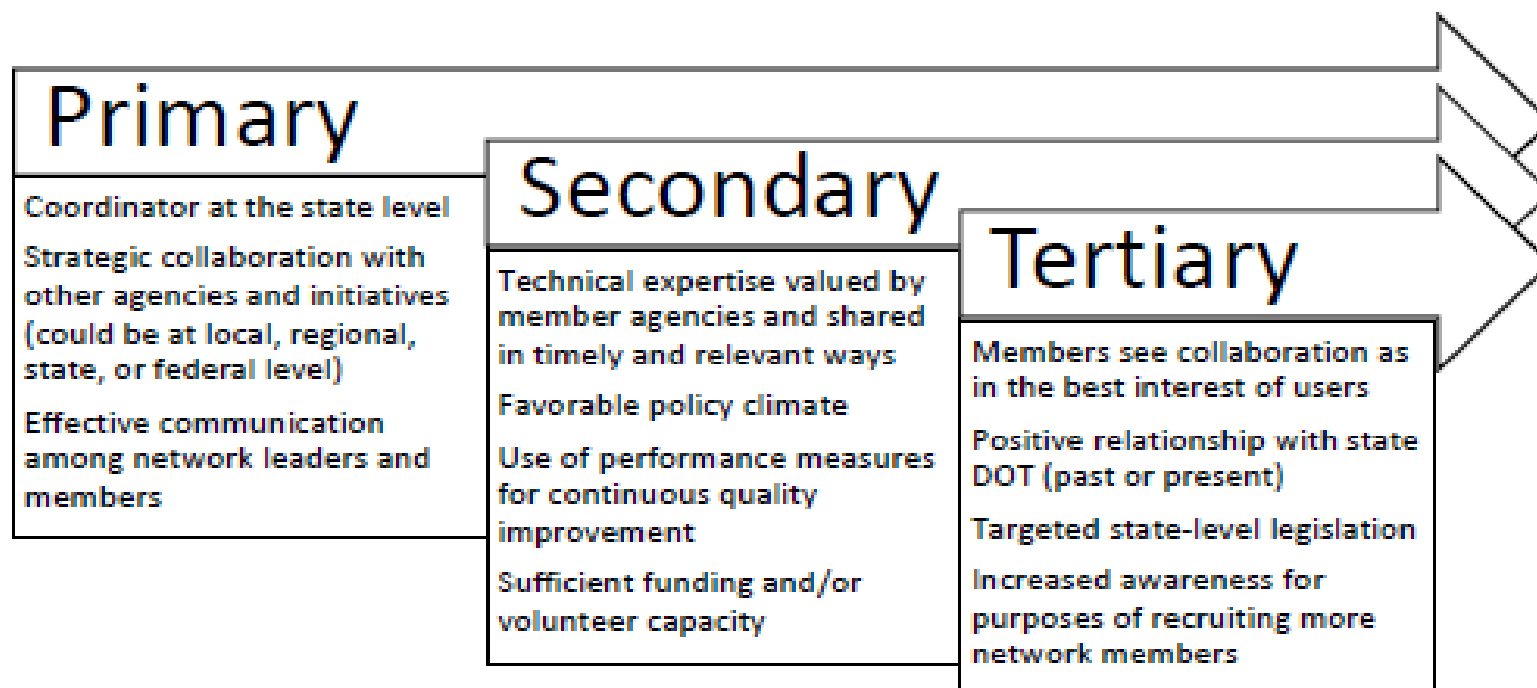 Primary
Coordinator at the state level
Strategic collaboration with
other agencies and initiatives
(could be at local, regional,
state, or federal level)
Effective communication
among network leaders and
members
Secondary
Technical expertise valued by
member agencies and shared
in timely and relevant ways
Favorable policy climate
Use of performance measures
for continuous quality
improvement
Sufficient funding and/or
volunteer capacity
Tertiary
Members see collaboration as
in the best interest of users
Positive relationship with state
DOT (past or present)
Targeted state-level legislation
Increased awareness for
purposes of recruiting more
network members